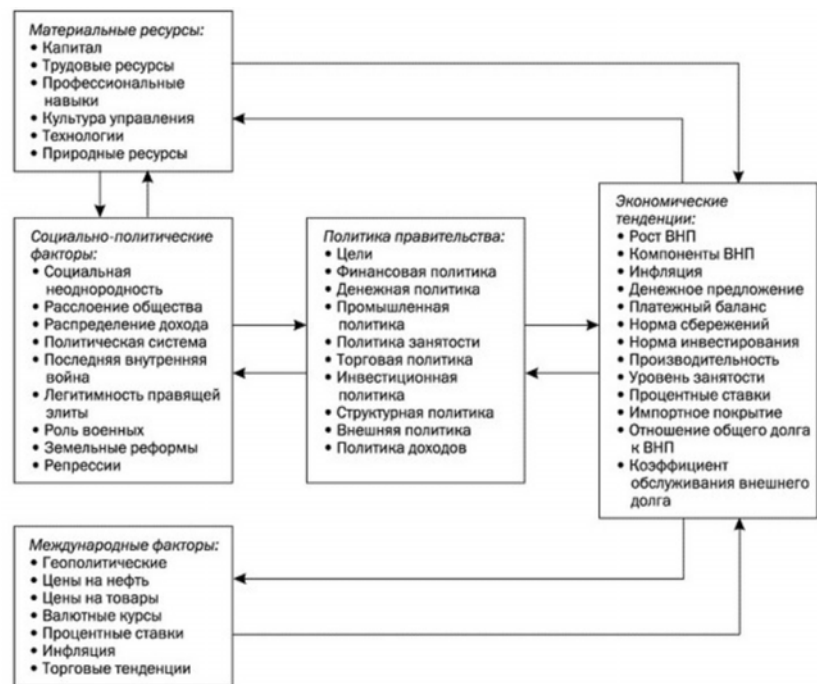 Материальные ресурсы:
• Капитал
• Трудовые ресурсы
• Профессиональные
навыки
• Культура управления
• Технологии
• Природные ресурсы
Социально-политические
факторы:
• Социальная
неоднородность
• Расслоение общества
• Распределение дохода
• Политическая система
• Последняя внутренняя
война
• Легитимность правящей
элиты
• Роль военных
• Земельные реформы
• Репрессии
Политика правительства:
• Цели
• Финансовая политика
• Денежная политика
• Промышленная
политика
• Политика занятости
• Торговая политика
• Инвестиционная
политика
• Структурная политика
• Внешняя политика
• Политика доходов
Экономические
тенденции:
• Рост ВНП
• Компоненты ВНП
• Инфляция
• Денежное предложение
• Платежный баланс
• Норма сбережений
• Норма инвестирования
• Производительность
• Уровень занятости
• Процентные ставки
• Импортное покрытие
• Отношение общего долга
к ВНП
• Коэффициент
обслуживания внешнего
долга
Международные факторы:
• Геополитические
• Цены на нефть
• Цены на товары
• Валютные курсы
• Процентные ставки
• Инфляция
• Торговые тенденции